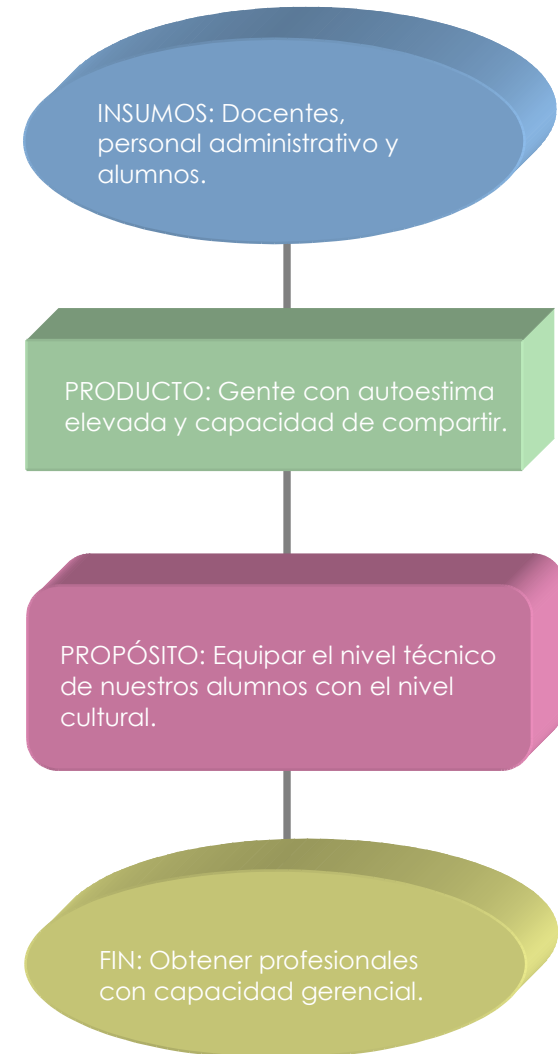 INSUMOS: Docentes,
personal administrativo y
alumnos.
PRODUCTO: Gente con autoestima
elevada y capacidad de compartir.
PROPÓSITO: Equipar el nivel técnico
de nuestros alumnos con el nivel
cultural.
FIN: Obtener profesionales
con capacidad gerencial.